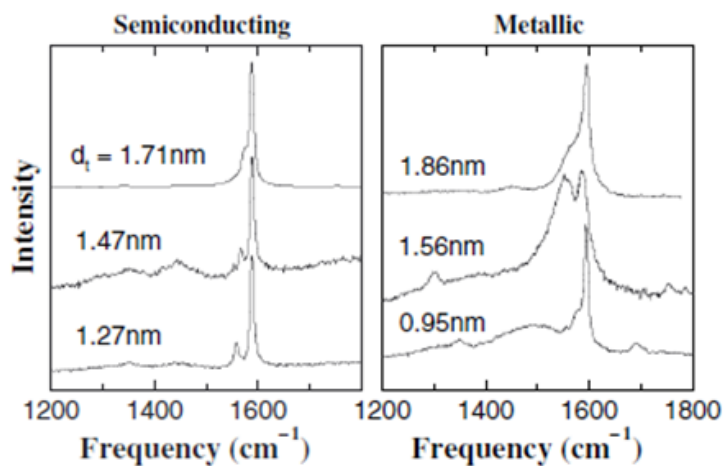 Semiconducting
Metallic
Intensity
dt = 1.71nm
1.47nm
1.27nm
1.86nm
1.56nm
0.95nm
1200 1400 1600
1200 1400 1600 1800
Frequency (cm⁻¹)
Frequency (cm⁻¹)